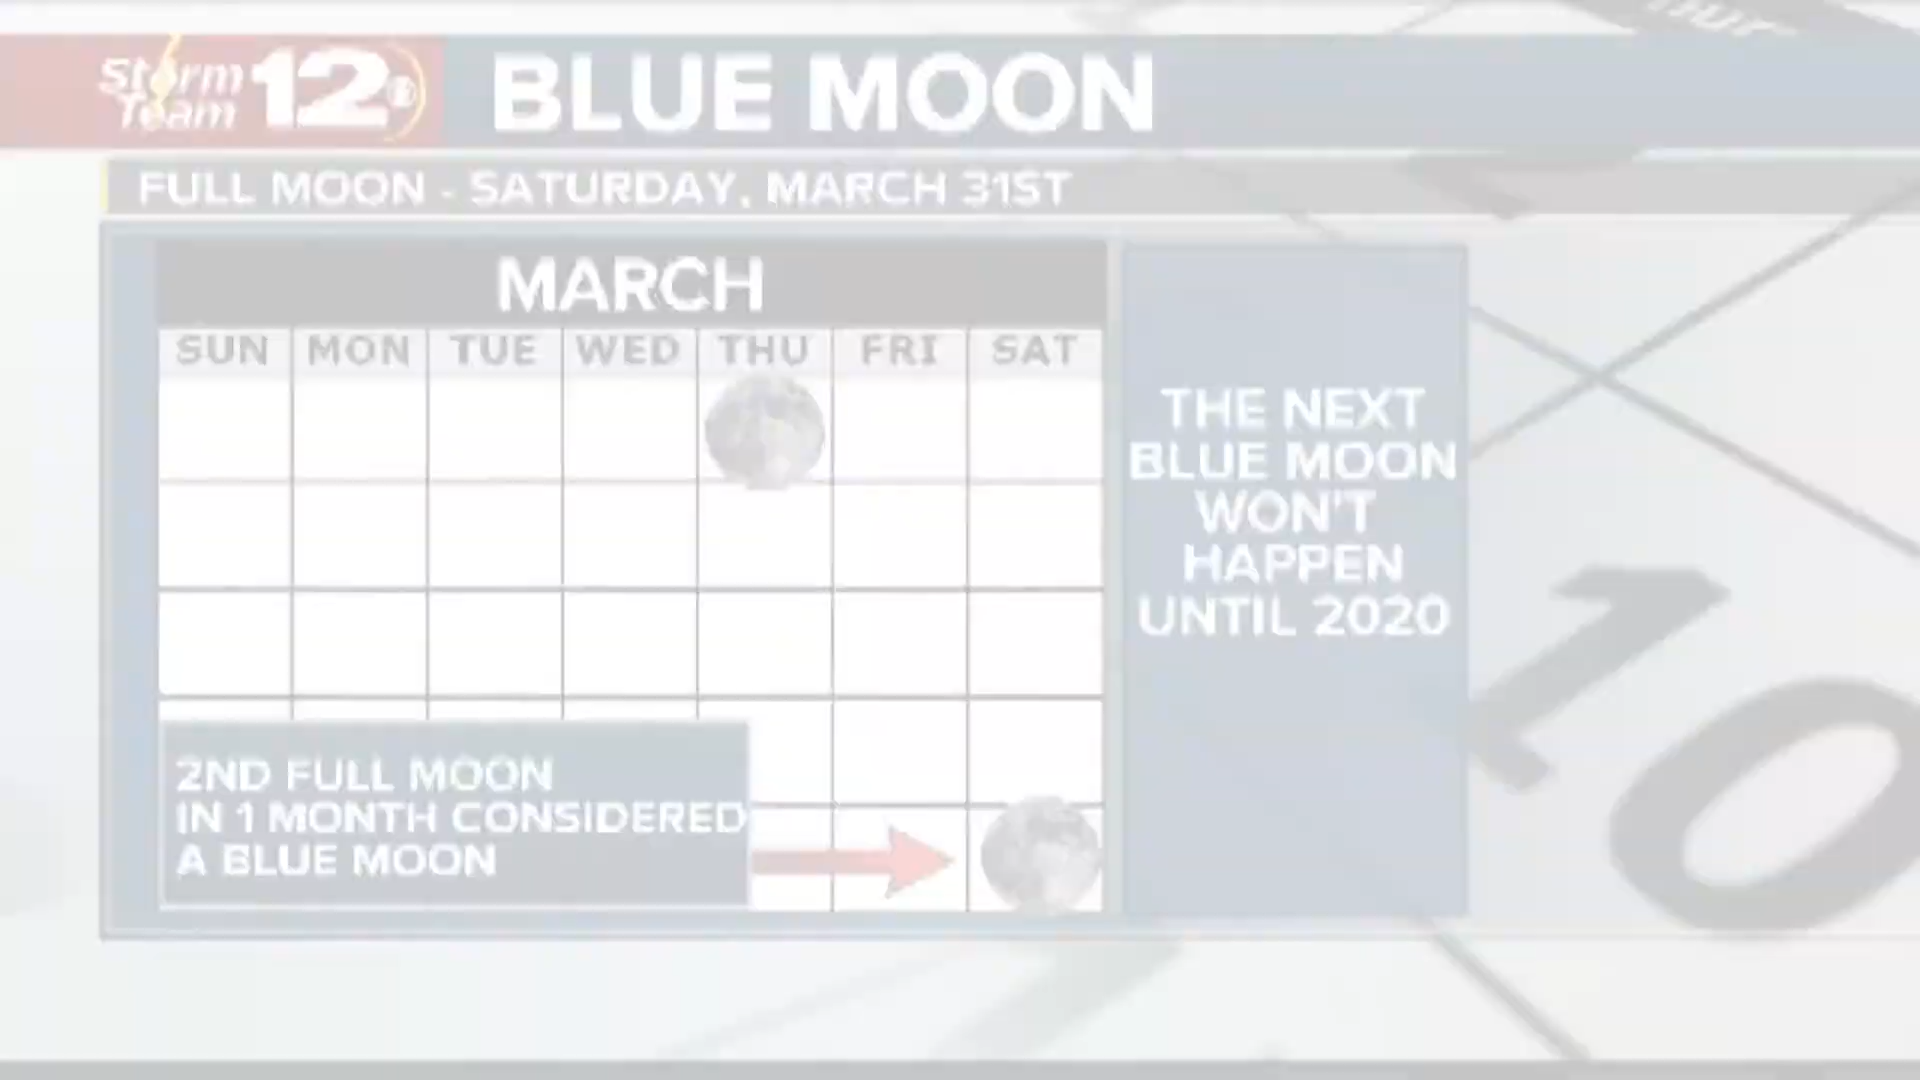 Storm
Team 12
BLUE MOON
FULL MOON - SATURDAY, MARCH 31ST
MARCH
SUN MON TUE WED THU FRI SAT
THE NEXT
BLUE MOON
WON'T
HAPPEN
UNTIL 2020
2ND FULL MOON
IN 1 MONTH CONSIDERED
A BLUE MOON
10